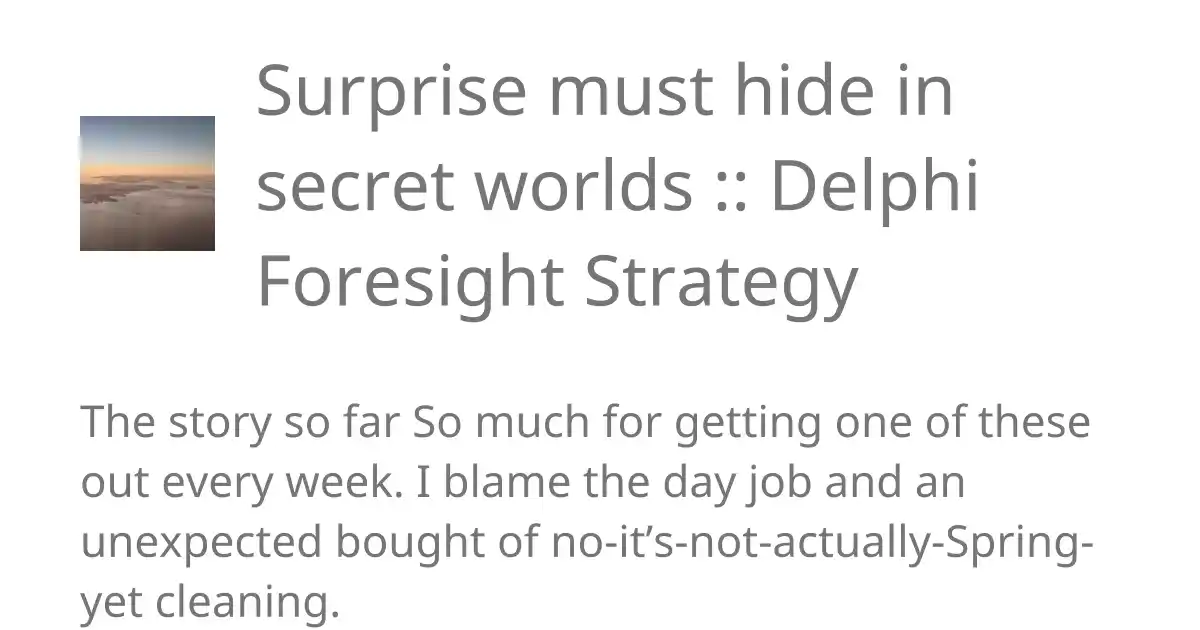 Surprise must hide in
secret worlds :: Delphi
Foresight Strategy
The story so far So much for getting one of these
out every week. I blame the day job and an
unexpected bought of no-it’s-not-actually-Spring-
yet cleaning.